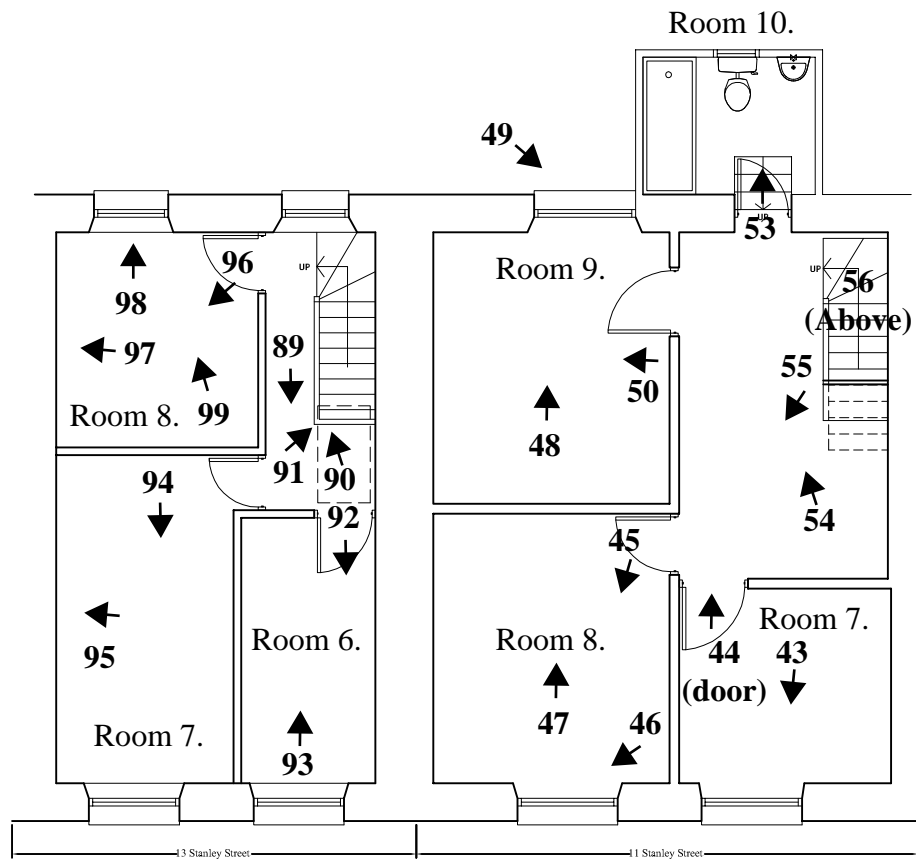 Room 10.
49
53
UP
96
UP
98
Room 9.
UP
56
(Above)
97
89
50
55
99
Room 8.
48
91
90
94
92
54
45
95
Room 6.
Room 8.
44
(door)
Room 7.
43
47
46
Room 7.
93
13 Stanley Street
11 Stanley Street